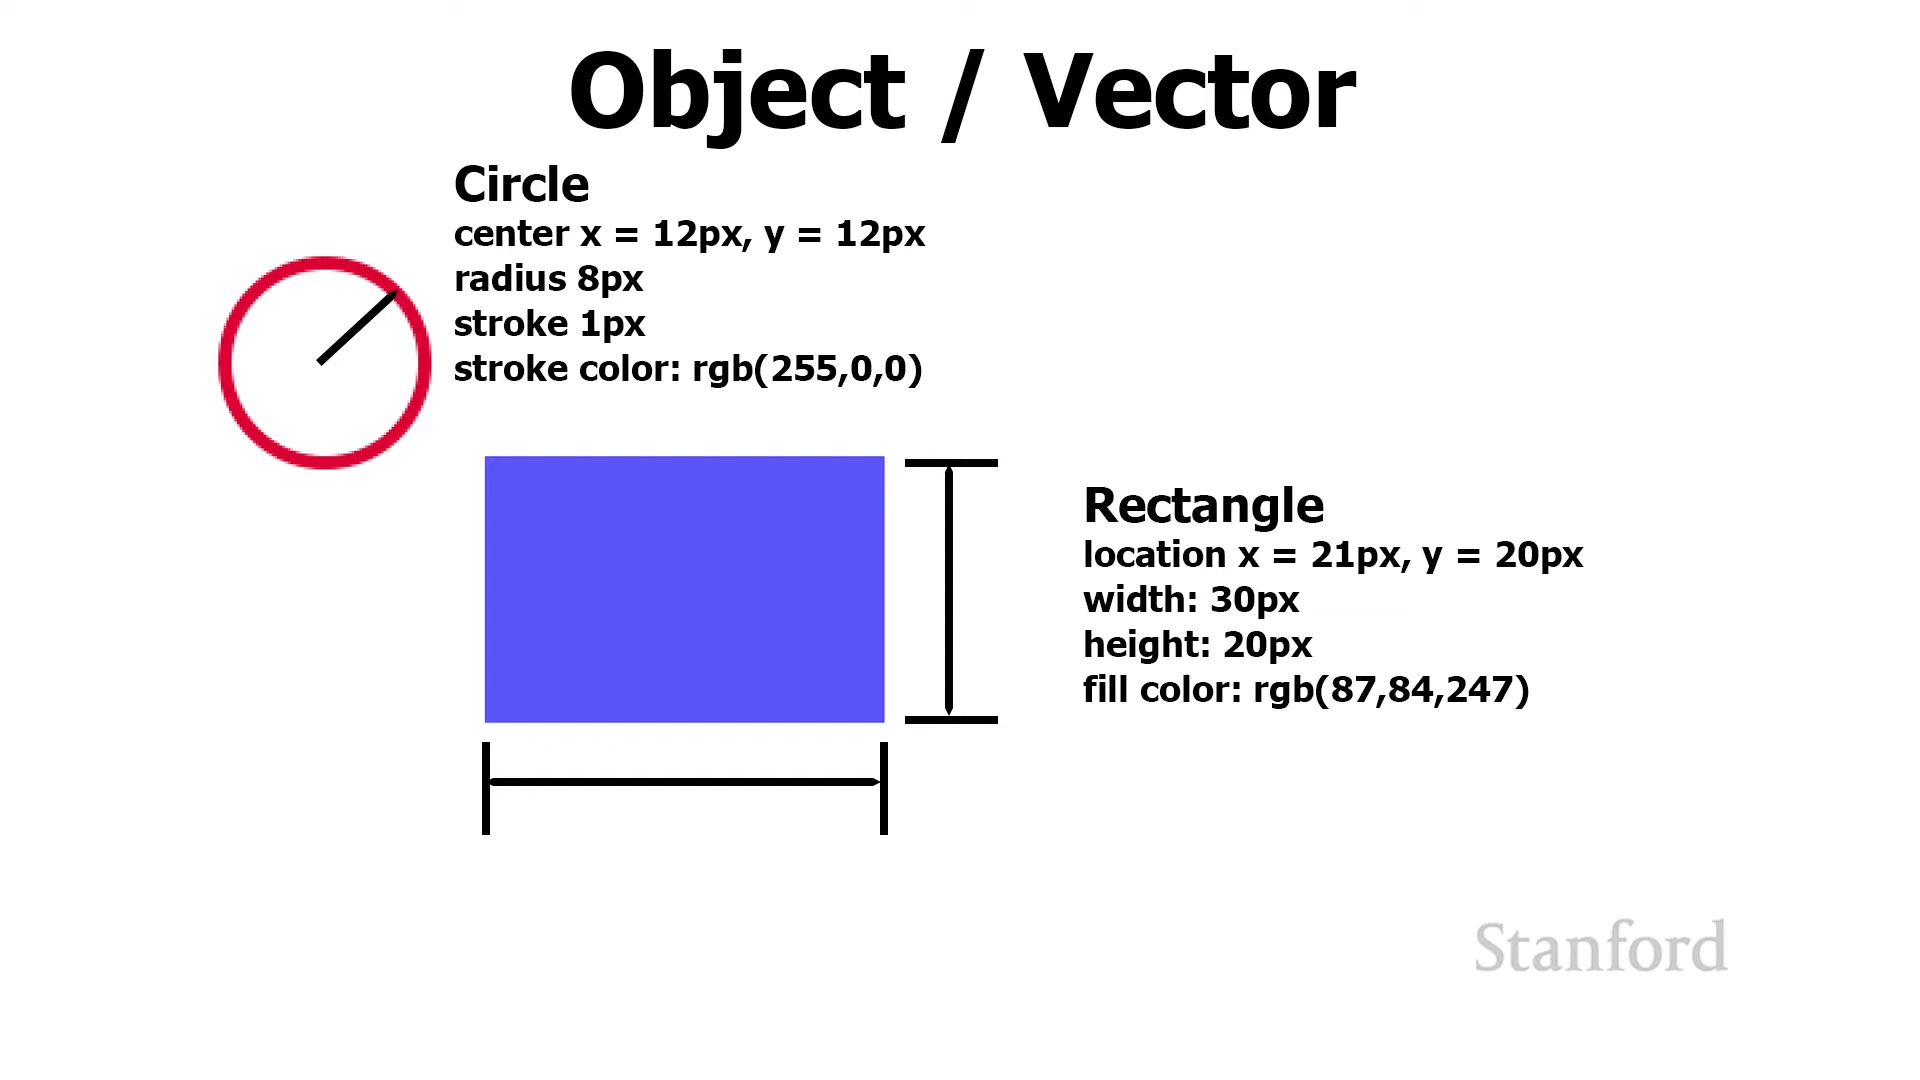 Object / Vector
Circle
center x = 12px, y = 12px
radius 8px
stroke 1px
stroke color: rgb(255,0,0)
Rectangle
location x = 21px, y = 20px
width: 30px
height: 20px
fill color: rgb(87,84,247)
Stanford